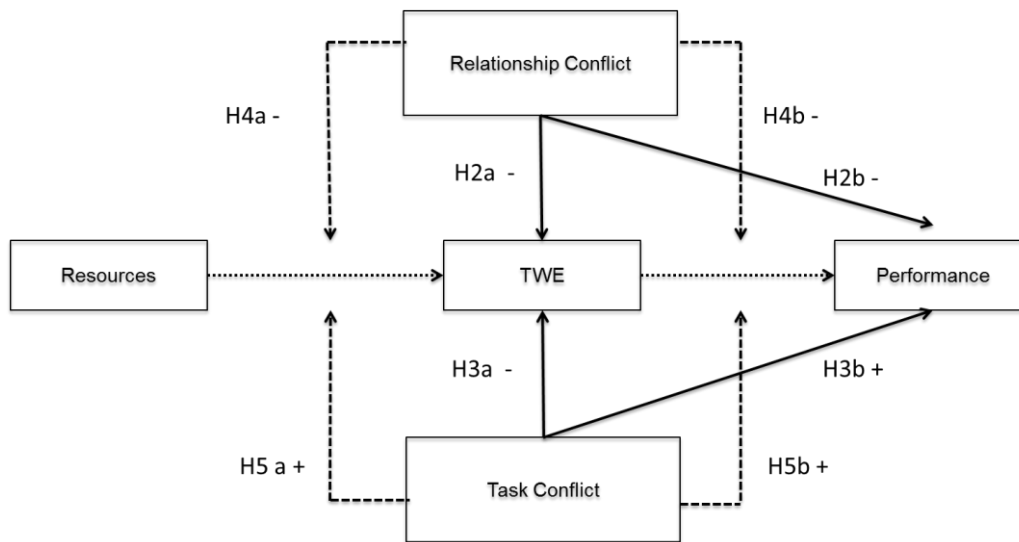 Relationship Conflict
H4a -
H4b -
H2a -
H2b -
Resources
TWE
Performance
H3a -
H3b +
H5 a +
H5b +
Task Conflict